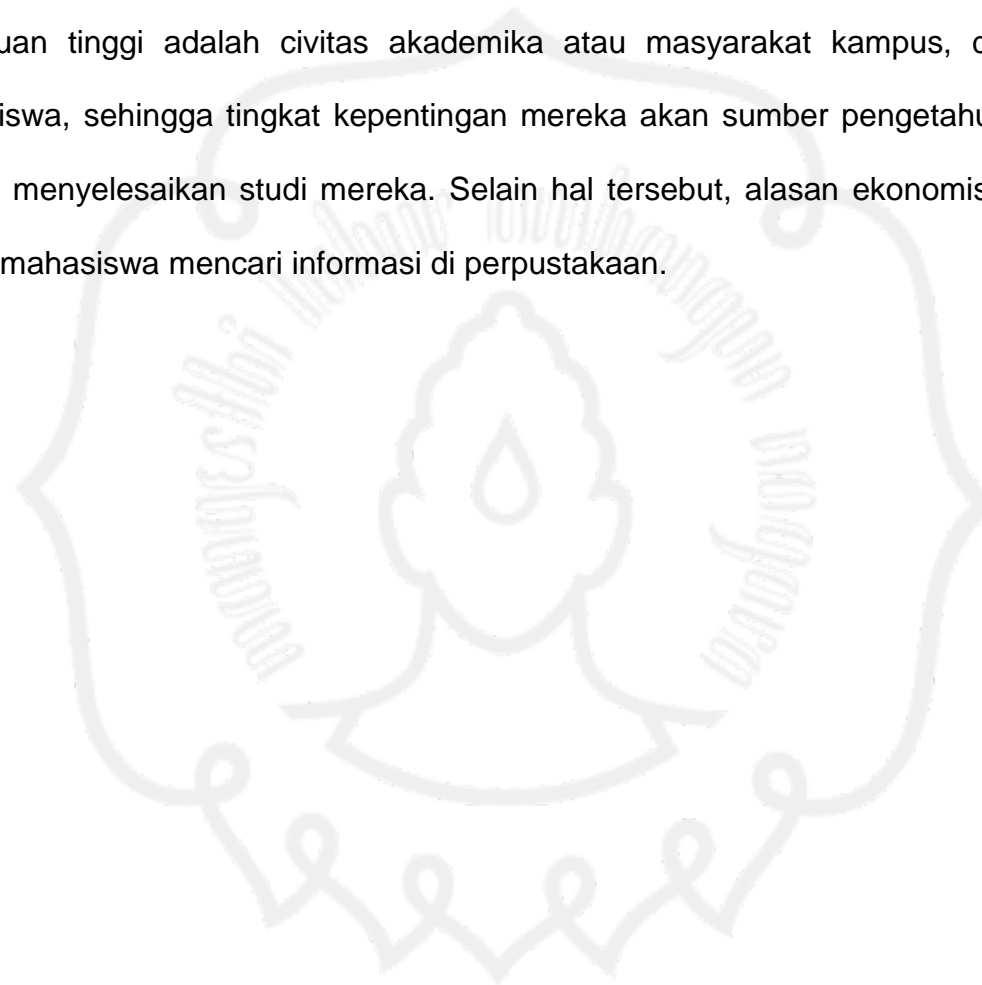 uan tinggi adalah civitas akademika atau masyarakat kampus,
iswa, sehingga tingkat kepentingan mereka akan sumber pengetahu
menyelesaikan studi mereka. Selain hal tersebut, alasan ekonomis
mahasiswa mencari informasi di perpustakaan.